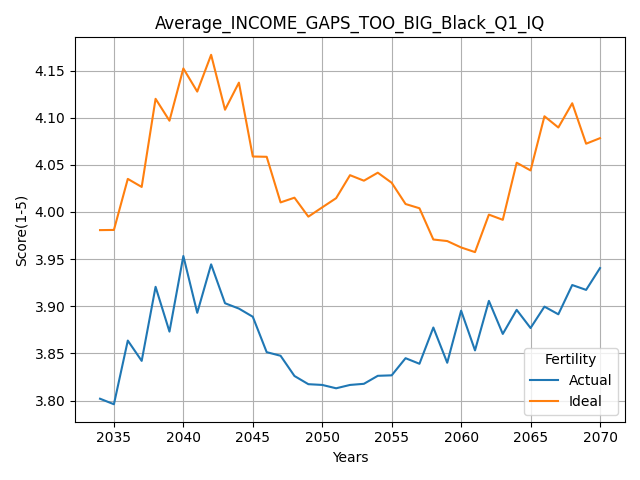 Average_INCOME_GAPS_TOO_BIG_Black_Q1_IQ
Score(1-5)
4.15
4.10
4.05
4.00
3.95
3.90
3.85
3.80
Fertility
Actual
Ideal
2035 2040 2045 2050 2055 2060 2065 2070
Years